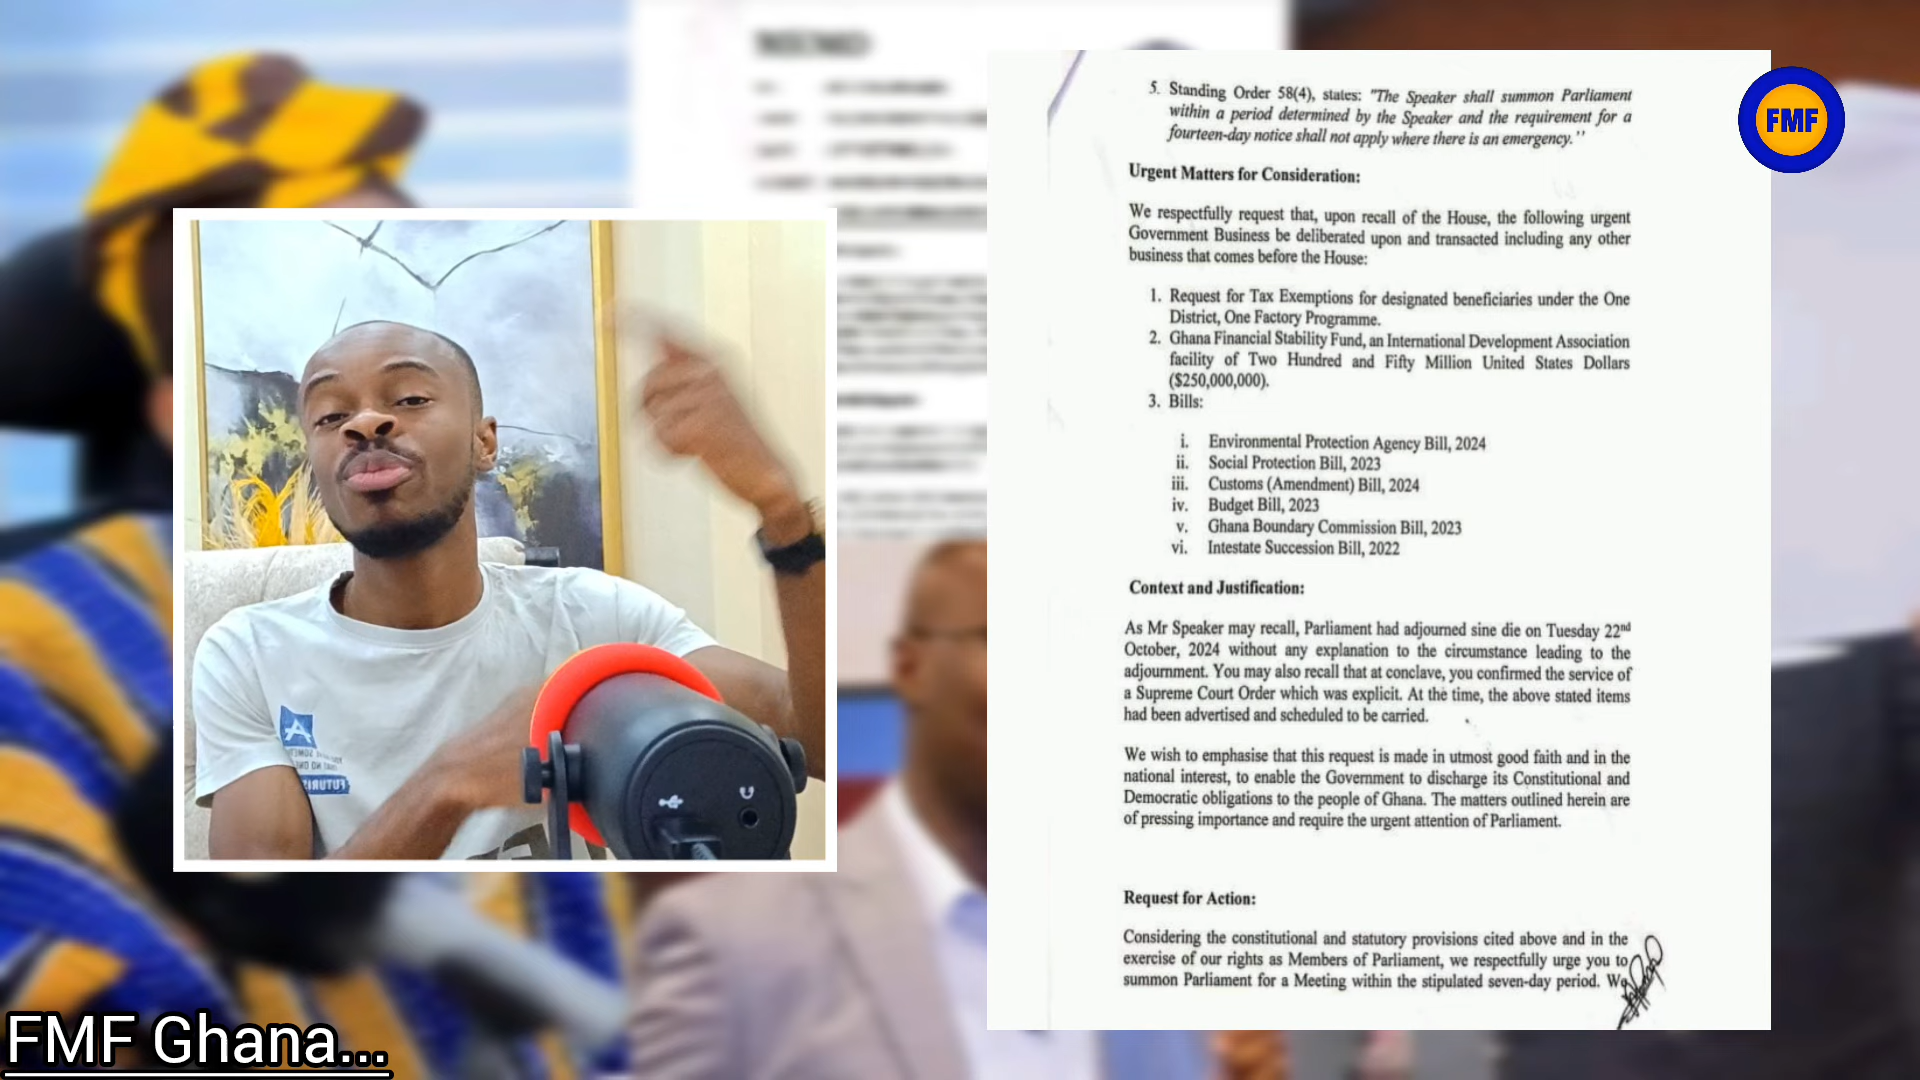 5. Standing Order 58(4), states: "The Speaker shall summon Parliament
within a period determined by the Speaker and the requirement for a
fourteen-day notice shall not apply where there is an emergency.''
Urgent Matters for Consideration:
We respectfully request that, upon recall of the House, the following urgent
Government Business be deliberated upon and transacted including any other
business that comes before the House:
1. Request for Tax Exemptions for designated beneficiaries under the One
District, One Factory Programme.
2. Ghana Financial Stability Fund, an International Development Association
facility of Two Hundred and Fifty Million United States Dollars
($250,000,000).
3. Bills:
i. Environmental Protection Agency Bill, 2024
ii. Social Protection Bill, 2023
iii. Customs (Amendment) Bill, 2024
iv. Budget Bill, 2023
v. Ghana Boundary Commission Bill, 2023
vi. Intestate Succession Bill, 2022
Context and Justification:
As Mr Speaker may recall, Parliament had adjourned sine die on Tuesday 22nd
October, 2024 without any explanation to the circumstance leading to the
adjournment. You may also recall that at conclave, you confirmed the service of
a Supreme Court Order which was explicit. At the time, the above stated items
had been advertised and scheduled to be carried.
We wish to emphasise that this request is made in utmost good faith and in the
national interest, to enable the Government to discharge its Constitutional and
Democratic obligations to the people of Ghana. The matters outlined herein are
of pressing importance and require the urgent attention of Parliament.
Request for Action:
Considering the constitutional and statutory provisions cited above and in the
exercise of our rights as Members of Parliament, we respectfully urge you to
summon Parliament for a Meeting within the stipulated seven-day period. We
FMF
FMF Ghana...